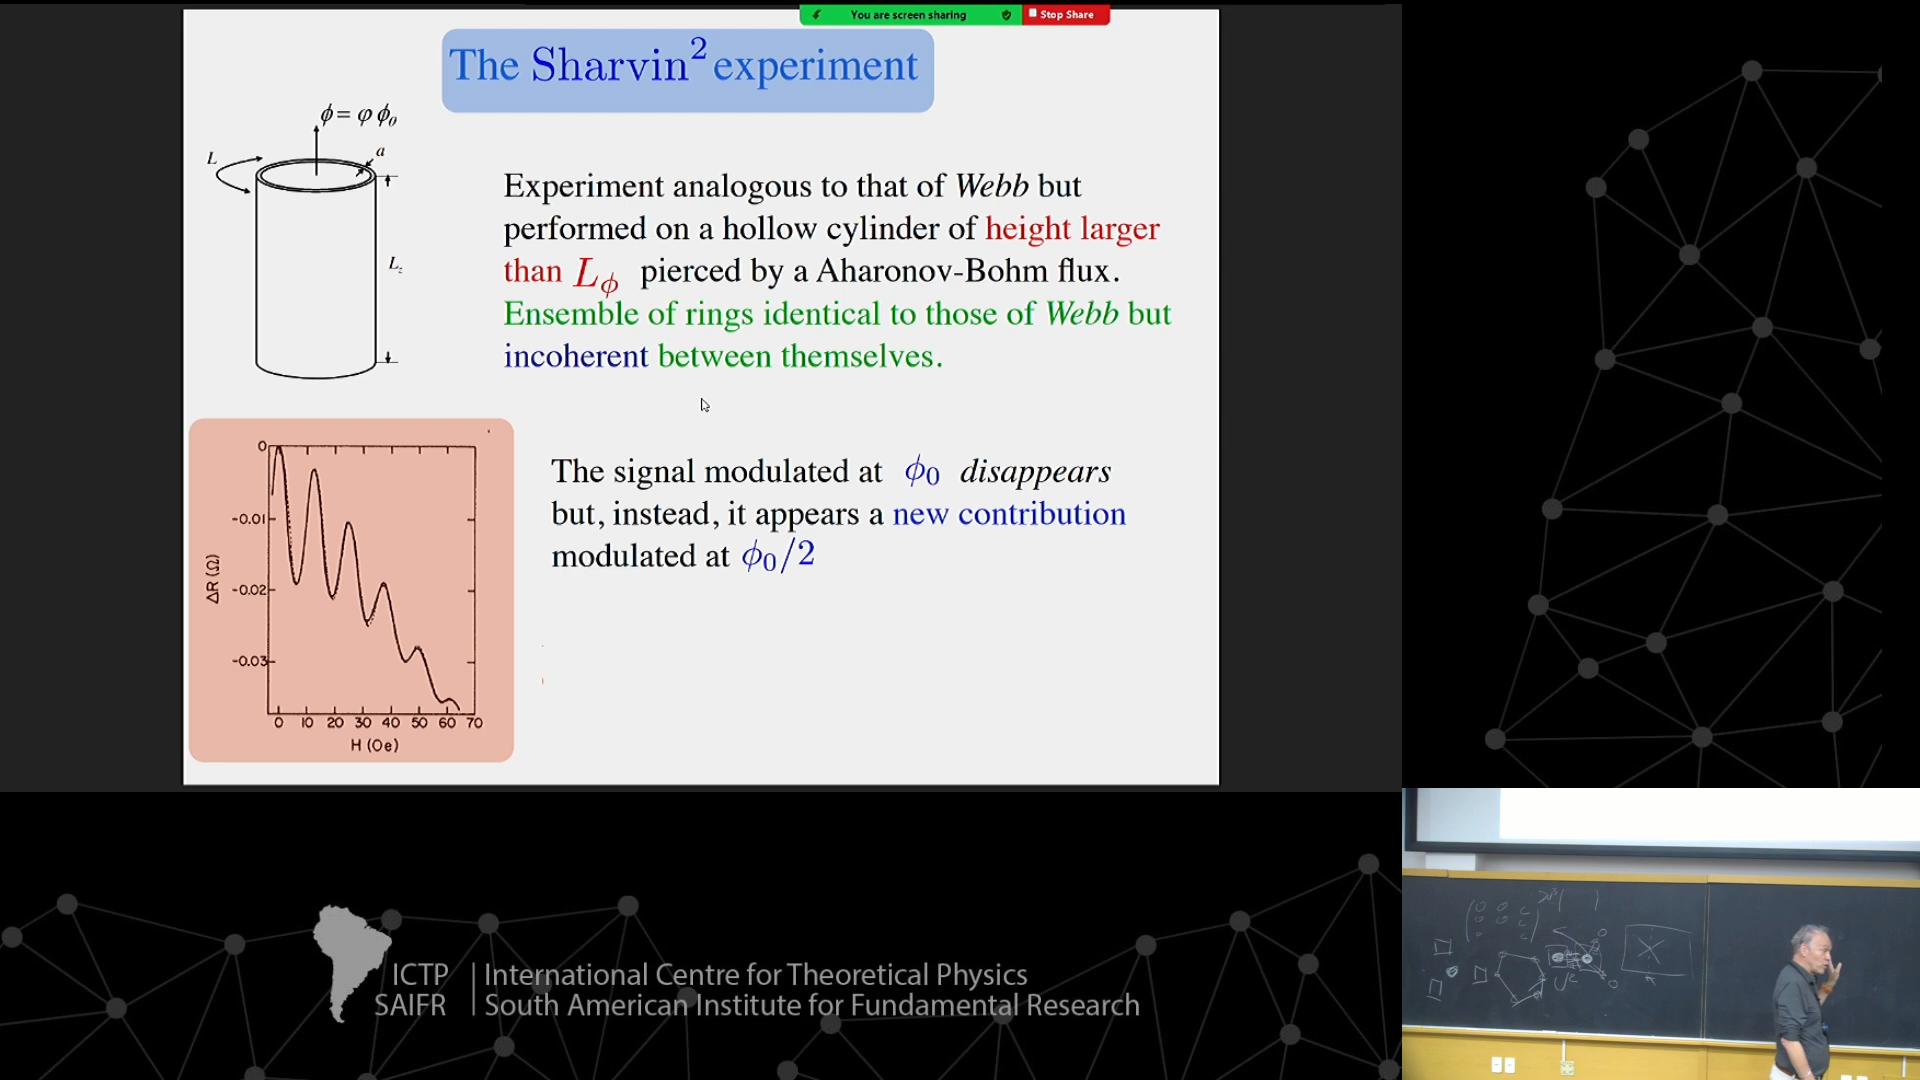 You are screen sharing
Stop Share
The Sharvin² experiment
ϕ = φ ϕ₀
L
a
L_z
Experiment analogous to that of Webb but
performed on a hollow cylinder of height larger
than L_ϕ pierced by a Aharonov-Bohm flux.
Ensemble of rings identical to those of Webb but
incoherent between themselves.
The signal modulated at ϕ₀ disappears
but, instead, it appears a new contribution
modulated at ϕ₀/2
0
-0.01
-0.02
-0.03
ΔR (Ω)
0 10 20 30 40 50 60 70
H (Oe)
ICTP | International Centre for Theoretical Physics
SAIFR | South American Institute for Fundamental Research